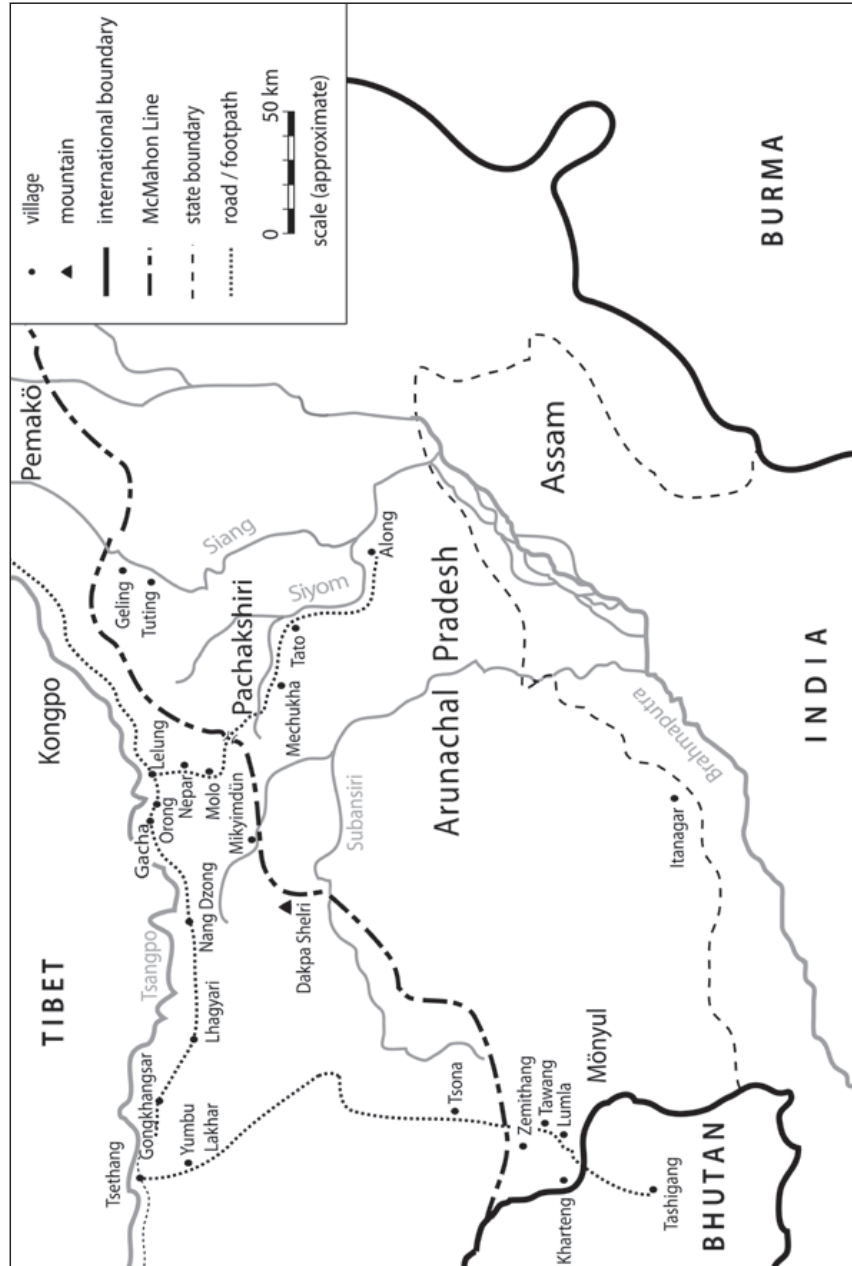 TIBET
Kongpo
Pemakö
Tsethang
Gongkhangsar
Yumbu
Lakhar
Lhagyari
Tsangpo
Nang Dzong
Gacha
Orong
Lelung
Nepar
Molo
Mikyimdün
Dakpa Shelri
Pachakshiri
Geling
Tuting
Siang
Siyom
Mechukha
Tato
Along
Subansiri
Tsona
Arunachal Pradesh
Zemithang
Tawang
Lumla
Mönyul
Kharteng
Tashigang
BHUTAN
Itanagar
Brahmaputra
Assam
INDIA
BURMA
village
mountain
international boundary
McMahon Line
state boundary
road / footpath
0 50 km
scale (approximate)